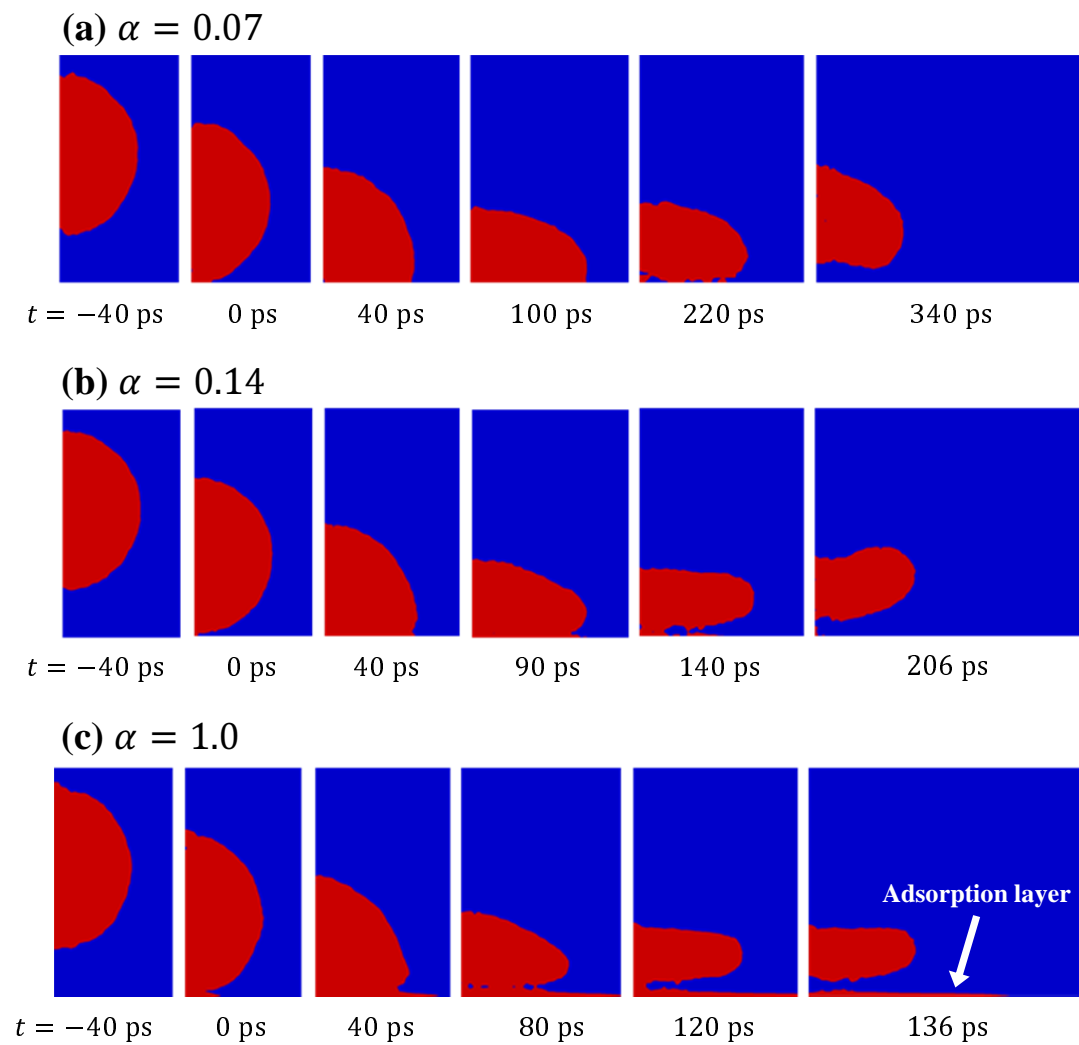 (a) α = 0.07
t = −40 ps 0 ps 40 ps 100 ps 220 ps 340 ps
(b) α = 0.14
t = −40 ps 0 ps 40 ps 90 ps 140 ps 206 ps
(c) α = 1.0
Adsorption layer
t = −40 ps 0 ps 40 ps 80 ps 120 ps 136 ps